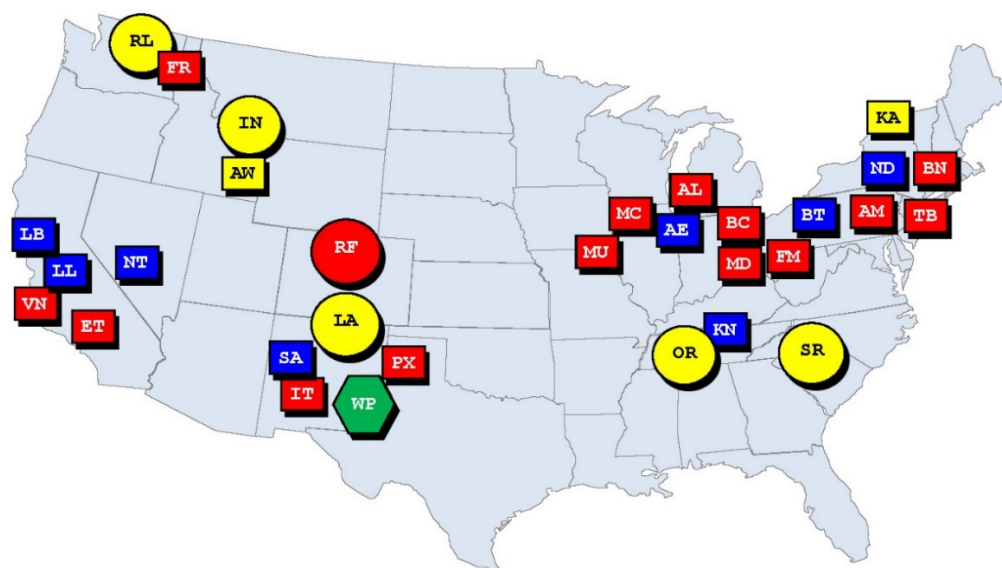 RL
FR
KA
IN
AW
ND
BN
AL
MC
BC
BT
AM
TB
LB
AE
NT
RF
MU
MD
FM
LL
VN
ET
LA
KN
SA
PX
OR
SR
IT
WP